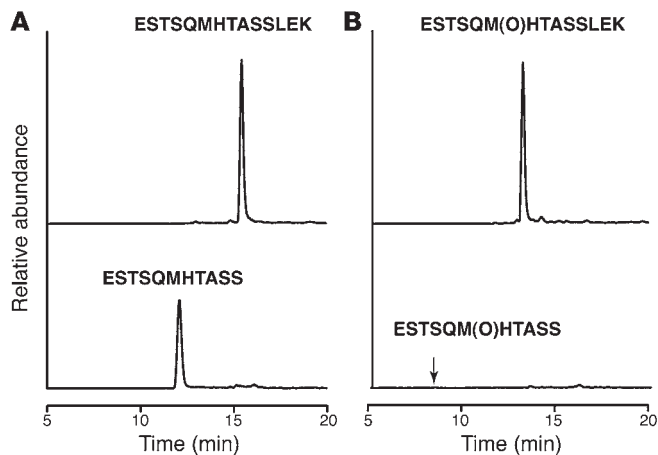 A
ESTSQMHTASSLEK
ESTSQMHTASS
Relative abundance
5 10 15 20
Time (min)
B
ESTSQM(O)HTASSLEK
ESTSQM(O)HTASS
5 10 15 20
Time (min)